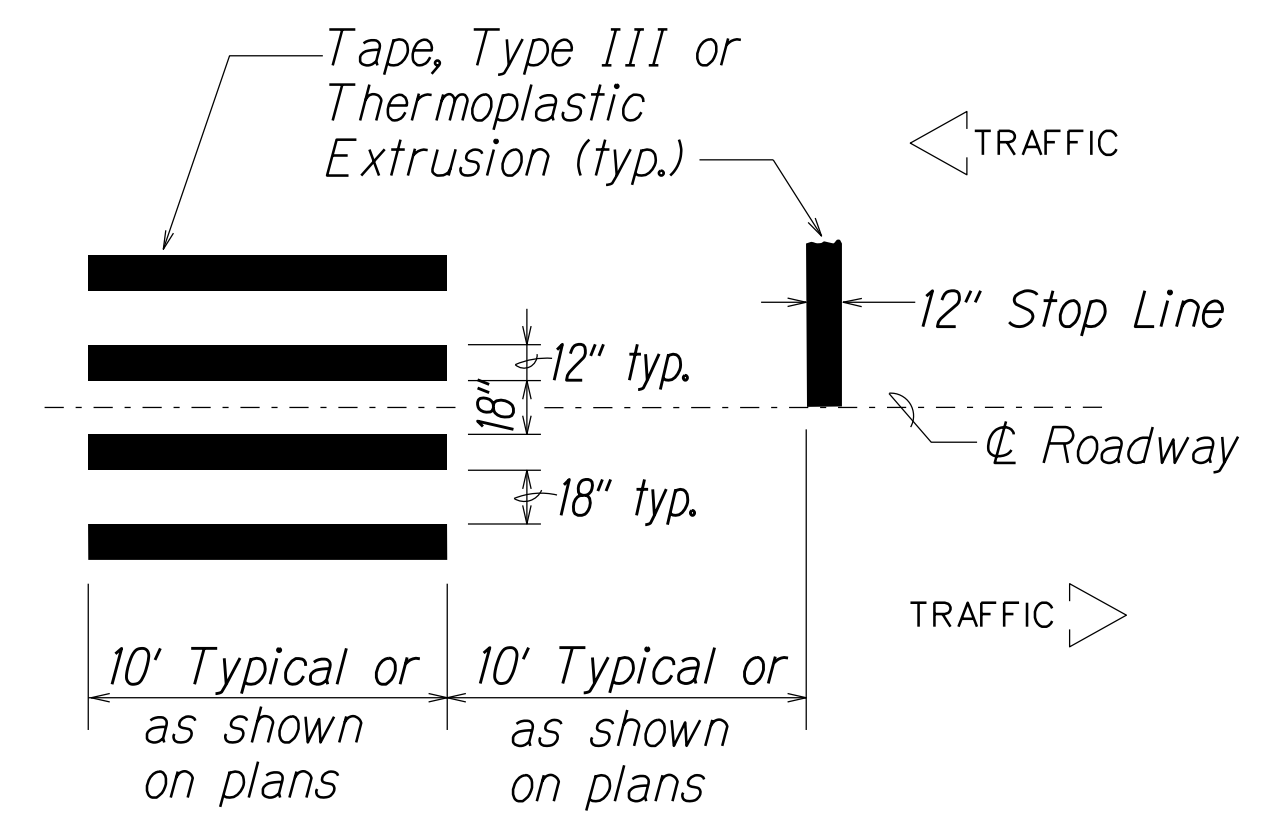 Tape, Type III or
Thermoplastic
Extrusion (typ.)
TRAFFIC
12" Stop Line
12" typ.
18"
℄ Roadway
18" typ.
TRAFFIC
10' Typical or
as shown
on plans
10' Typical or
as shown
on plans